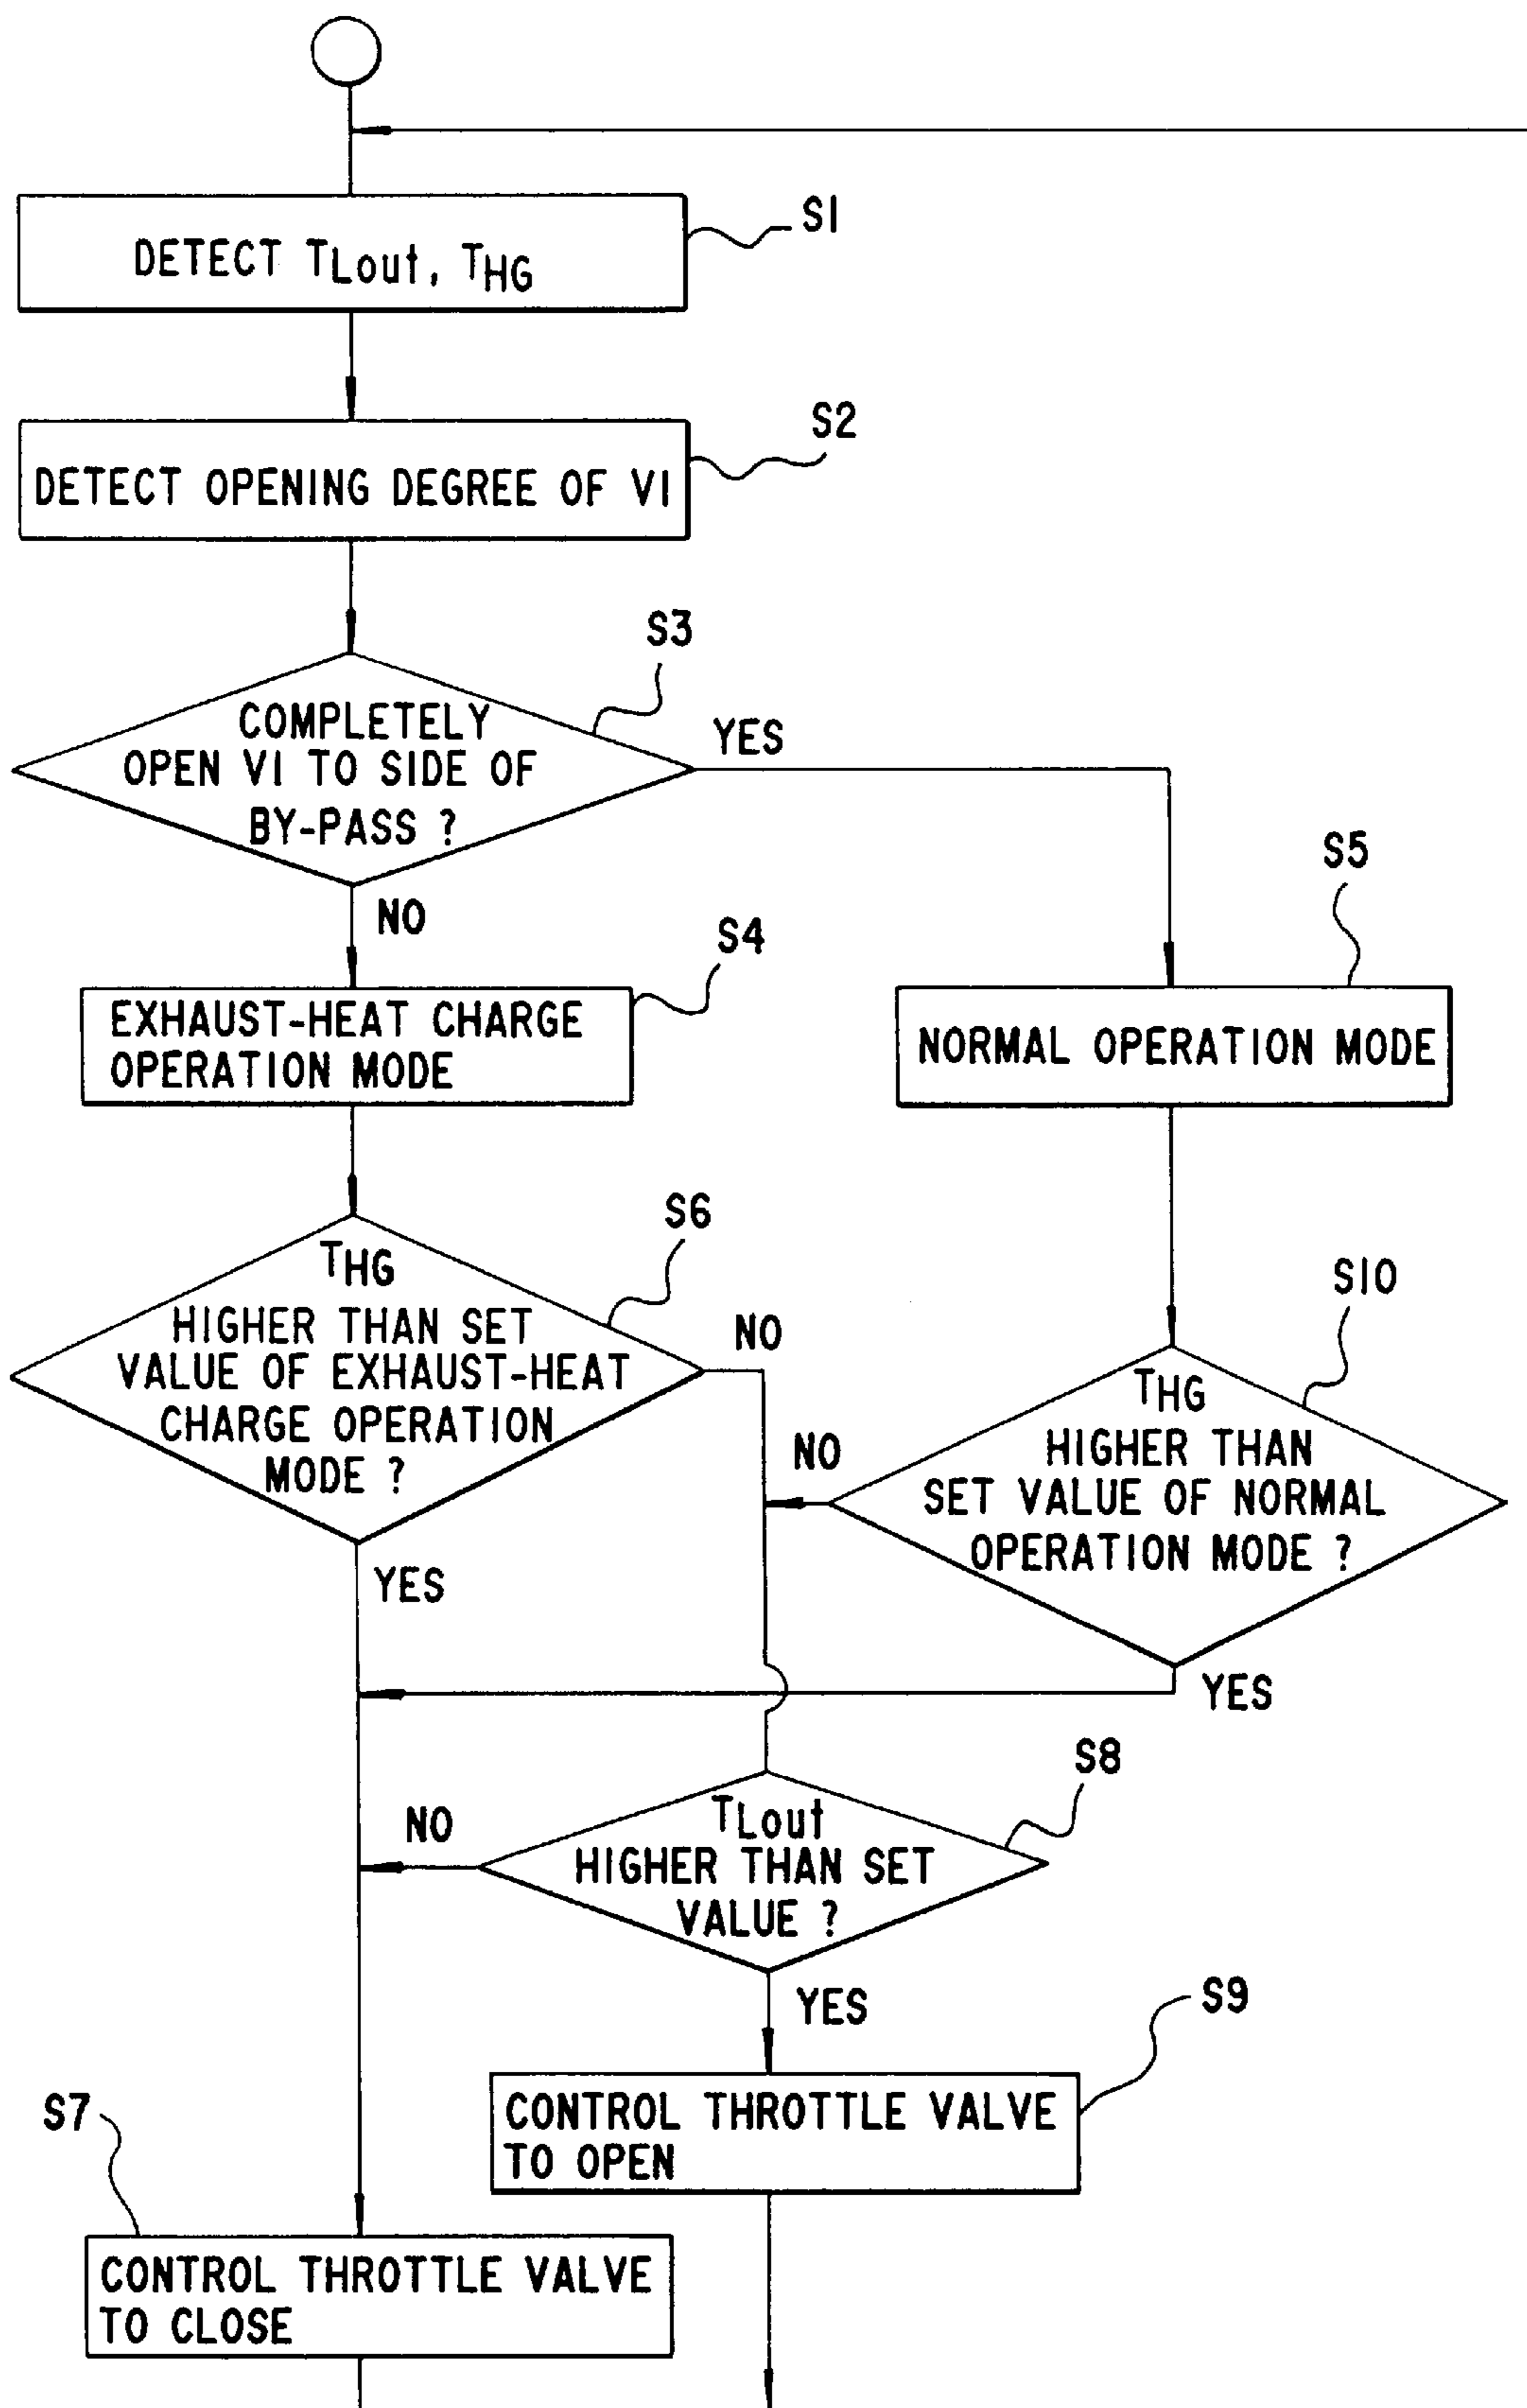 S1
DETECT TLout, THG
S2
DETECT OPENING DEGREE OF V1
S3
COMPLETELY
OPEN V1 TO SIDE OF
BY-PASS ?
YES
NO
S4
S5
EXHAUST-HEAT CHARGE
OPERATION MODE
NORMAL OPERATION MODE
S6
THG
HIGHER THAN SET
VALUE OF EXHAUST-HEAT
CHARGE OPERATION
MODE ?
NO
YES
S10
THG
HIGHER THAN
SET VALUE OF NORMAL
OPERATION MODE ?
NO
YES
S8
TLout
HIGHER THAN SET
VALUE ?
NO
YES
S9
CONTROL THROTTLE VALVE
TO OPEN
S7
CONTROL THROTTLE VALVE
TO CLOSE